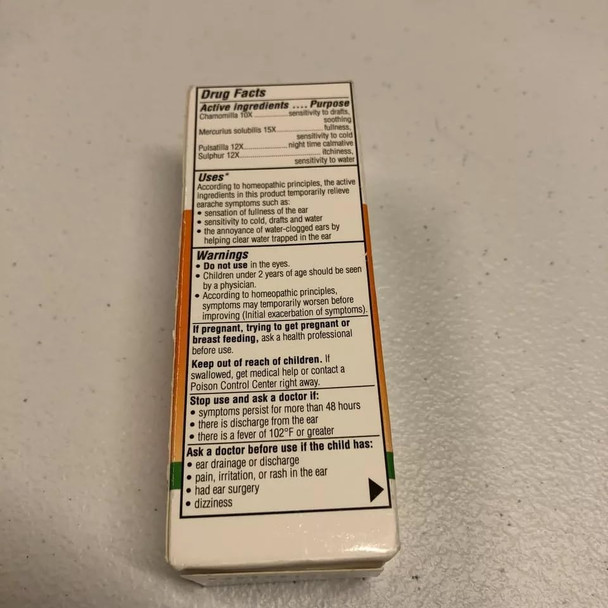 Drug Facts
Active ingredients .... Purpose
Chamomilla 10X ............ sensitivity to drafts,
soothing
Mercurius solubilis 15X ............ fullness,
sensitivity to cold
Pulsatilla 12X ............ night time calmative
Sulphur 12X ............ itchiness,
sensitivity to water
Uses*
According to homeopathic principles, the active
ingredients in this product temporarily relieve
earache symptoms such as:
• sensation of fullness of the ear
• sensitivity to cold, drafts and water
• the annoyance of water-clogged ears by
helping clear water trapped in the ear
Warnings
• Do not use in the eyes.
• Children under 2 years of age should be seen
by a physician.
• According to homeopathic principles,
symptoms may temporarily worsen before
improving (Initial exacerbation of symptoms).
If pregnant, trying to get pregnant or
breast feeding, ask a health professional
before use.
Keep out of reach of children. If
swallowed, get medical help or contact a
Poison Control Center right away.
Stop use and ask a doctor if:
• symptoms persist for more than 48 hours
• there is discharge from the ear
• there is a fever of 102°F or greater
Ask a doctor before use if the child has:
• ear drainage or discharge
• pain, irritation, or rash in the ear
• had ear surgery
• dizziness